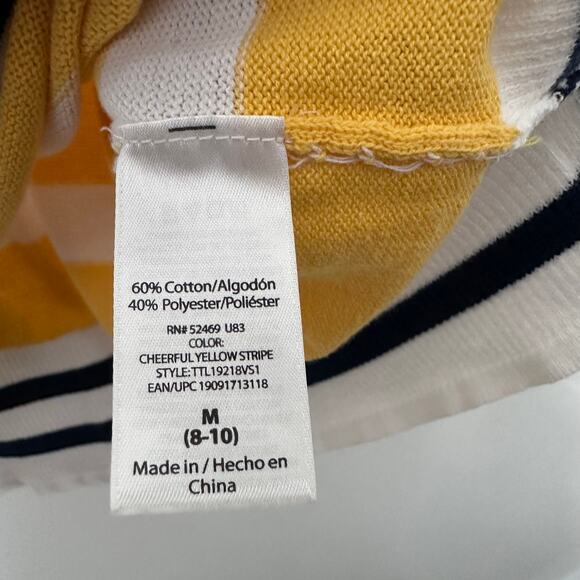 60% Cotton/Algodón
40% Polyester/Poliéster
RN# 52469 U83
COLOR:
CHEERFUL YELLOW STRIPE
STYLE:TTL19218VS1
EAN/UPC 19091713118
M
(8-10)
Made in / Hecho en
China